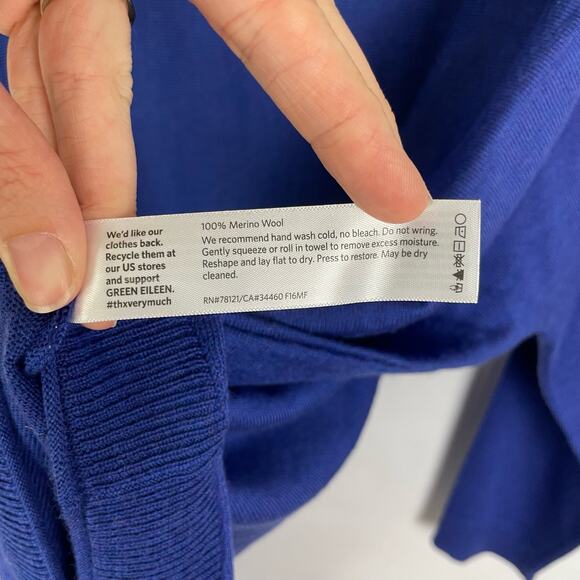 We'd like our
clothes back.
Recycle them at
our US stores
and support
GREEN EILEEN.
#thxverymuch
100% Merino Wool
We recommend hand wash cold, no bleach. Do not wring.
Gently squeeze or roll in towel to remove excess moisture.
Reshape and lay flat to dry. Press to restore. May be dry
cleaned.
RN#78121/CA#34460 F16MF